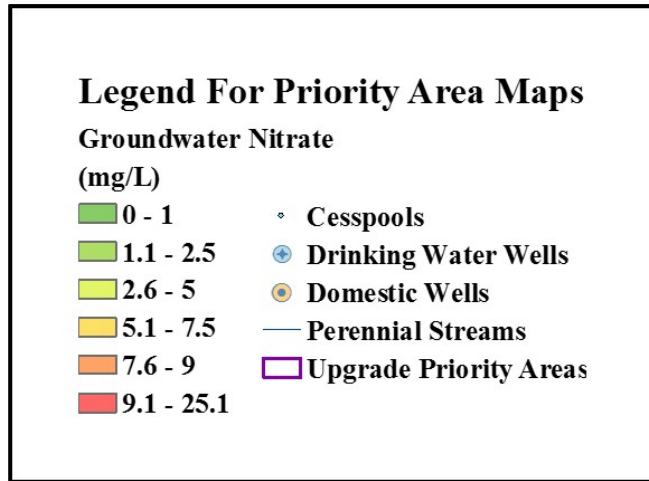 Legend For Priority Area Maps
Groundwater Nitrate
(mg/L)
0 - 1
1.1 - 2.5
2.6 - 5
5.1 - 7.5
7.6 - 9
9.1 - 25.1
Cesspools
Drinking Water Wells
Domestic Wells
Perennial Streams
Upgrade Priority Areas